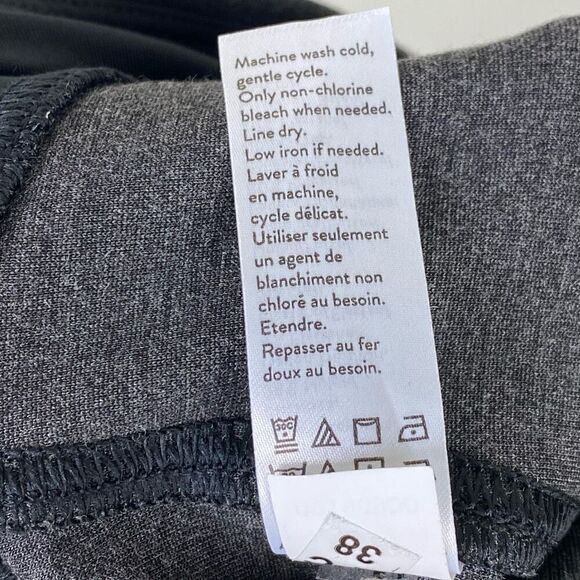 Machine wash cold,
gentle cycle.
Only non-chlorine
bleach when needed.
Line dry.
Low iron if needed.
Laver à froid
en machine,
cycle délicat.
Utiliser seulement
un agent de
blanchiment non
chloré au besoin.
Etendre.
Repasser au fer
doux au besoin.
30C
38